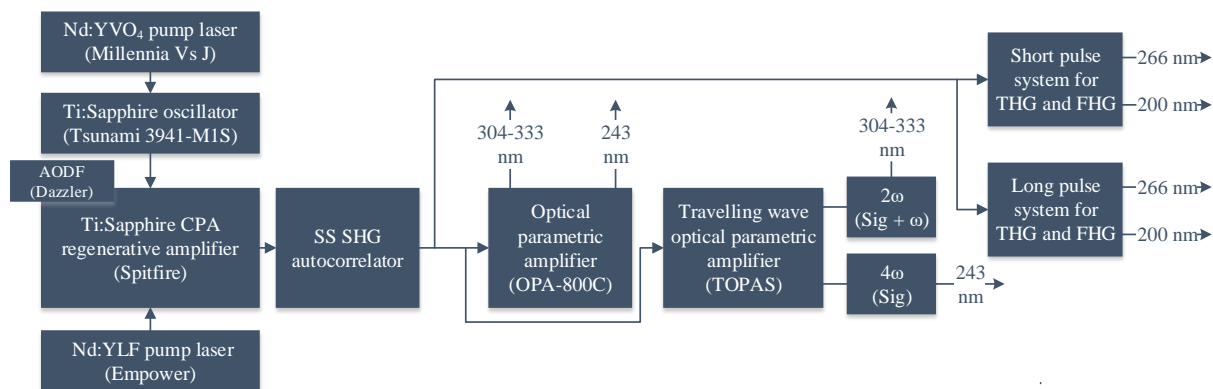 Nd:YVO₄ pump laser
(Millennia Vs J)
Ti:Sapphire oscillator
(Tsunami 3941-M1S)
AODF
(Dazzler)
Ti:Sapphire CPA
regenerative amplifier
(Spitfire)
Nd:YLF pump laser
(Empower)
SS SHG
autocorrelator
304-333
nm
243
nm
Optical
parametric
amplifier
(OPA-800C)
Travelling wave
optical parametric
amplifier
(TOPAS)
304-333
nm
2ω
(Sig + ω)
4ω
(Sig)
243
nm
Short pulse
system for
THG and FHG
266 nm
200 nm
Long pulse
system for
THG and FHG
266 nm
200 nm